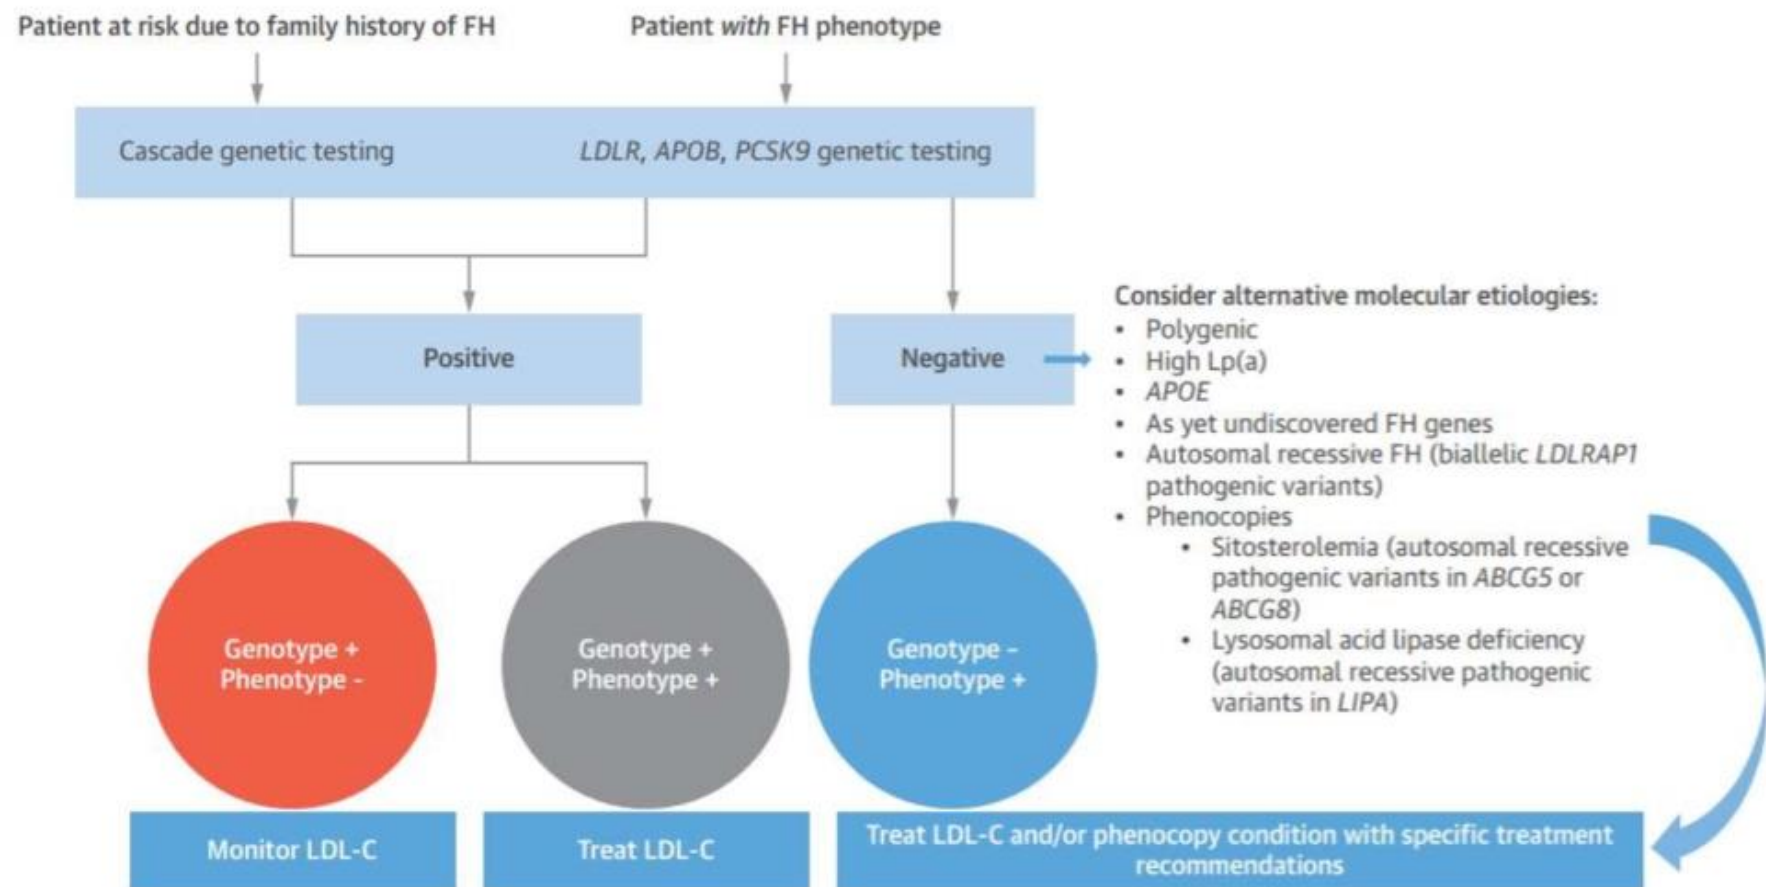 Patient at risk due to family history of FH
Patient with FH phenotype
Cascade genetic testing
LDLR, APOB, PCSK9 genetic testing
Positive
Negative
Consider alternative molecular etiologies:
• Polygenic
• High Lp(a)
• APOE
• As yet undiscovered FH genes
• Autosomal recessive FH (biallelic LDLRAP1
pathogenic variants)
• Phenocopies
• Sitosterolemia (autosomal recessive
pathogenic variants in ABCG5 or
ABCG8)
• Lysosomal acid lipase deficiency
(autosomal recessive pathogenic
variants in LIPA)
Genotype +
Phenotype -
Genotype +
Phenotype +
Genotype -
Phenotype +
Monitor LDL-C
Treat LDL-C
Treat LDL-C and/or phenocopy condition with specific treatment
recommendations